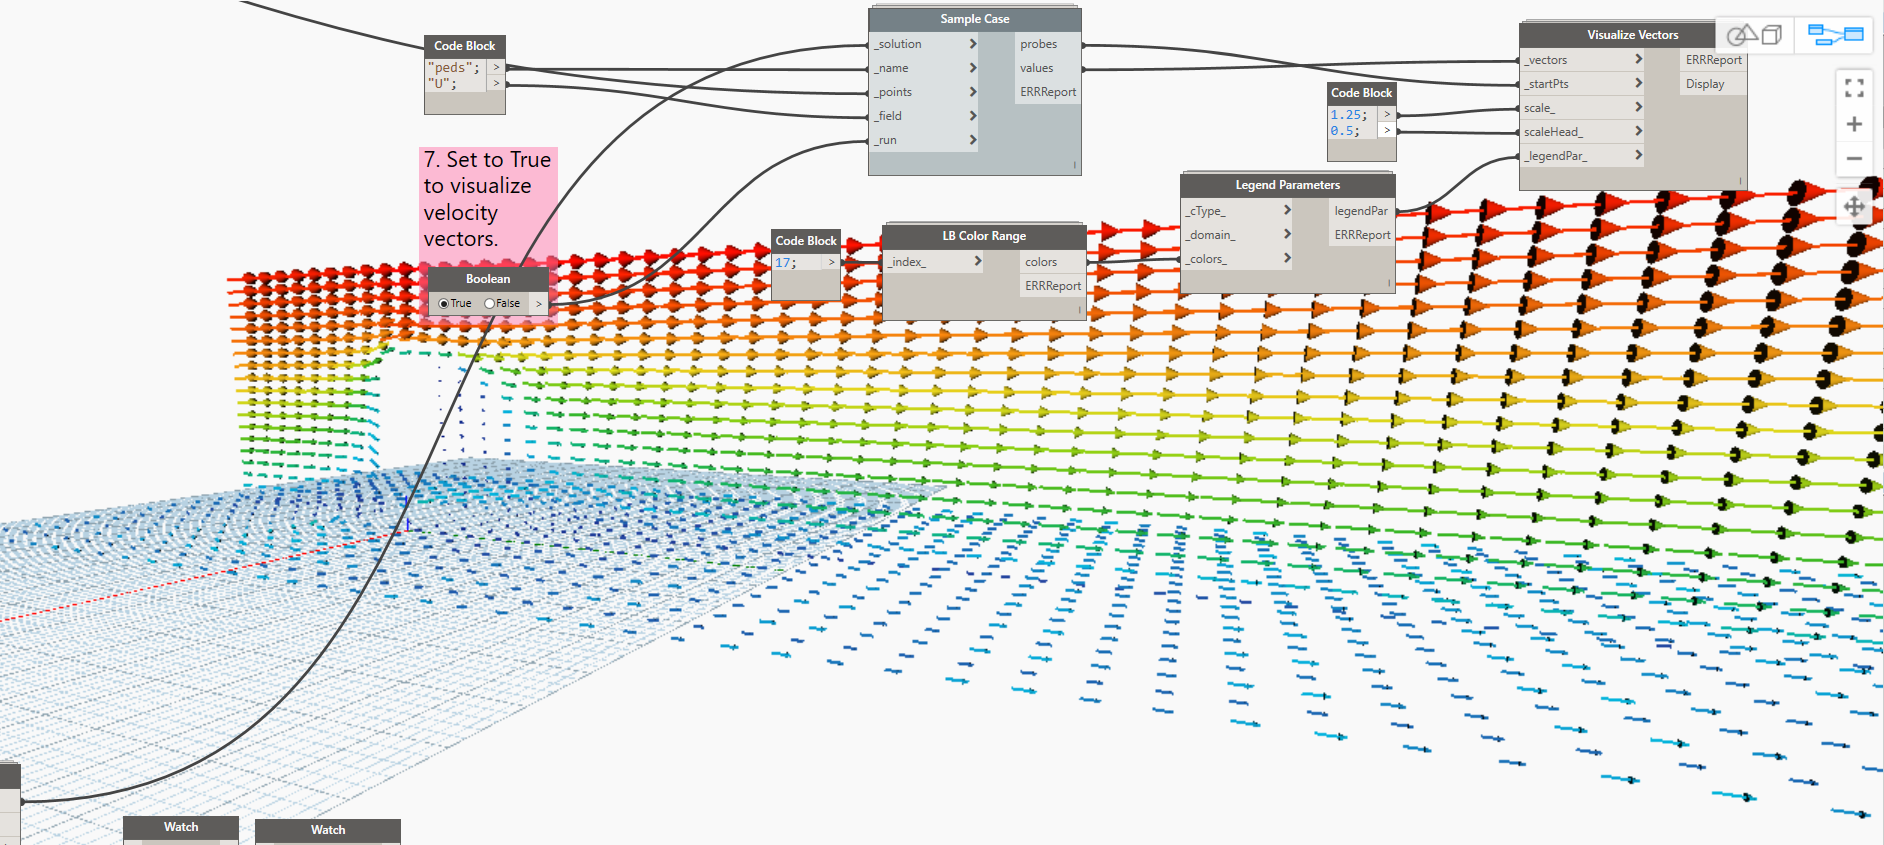 Sample Case
_solution > probes
_name > values
_points > ERRReport
_field >
_run >
Code Block
"peds"; >
"U"; >
Visualize Vectors
_vectors > ERRReport
_startPts > Display
scale_ >
scaleHead_ >
_legendPar_ >
Code Block
1.25; >
0.5; >
7. Set to True
to visualize
velocity
vectors.
Boolean
True False >
Code Block
17; >
LB Color Range
_index_ > colors
ERRReport
Legend Parameters
_cType_ > legendPar
_domain_ > ERRReport
_colors_ >
Watch
Watch